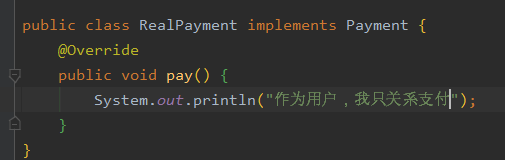 public class RealPayment implements Payment {
@Override
public void pay() {
System.out.println("作为用户，我只关系支付");
}
}